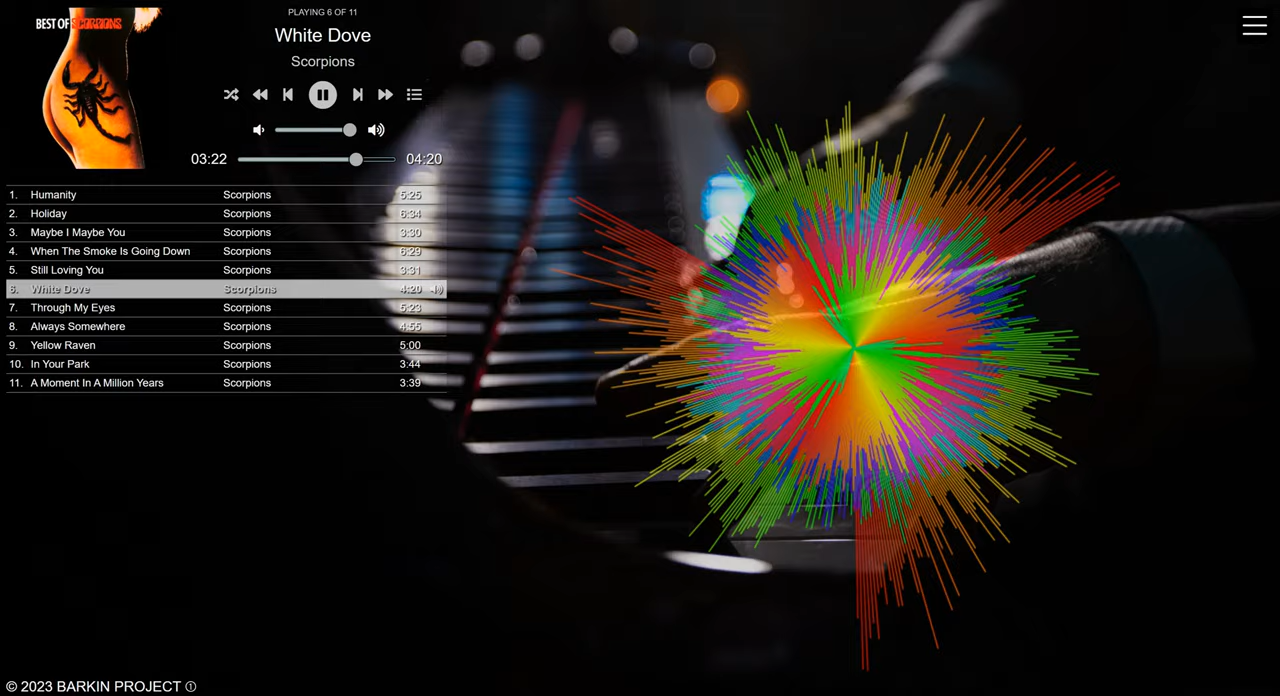 BEST OF SCORPIONS
PLAYING 6 OF 11
White Dove
Scorpions
03:22 04:20
1. Humanity Scorpions 5:25
2. Holiday Scorpions 6:34
3. Maybe I Maybe You Scorpions 3:30
4. When The Smoke Is Going Down Scorpions 6:29
5. Still Loving You Scorpions 3:31
6. White Dove Scorpions 4:20
7. Through My Eyes Scorpions 5:23
8. Always Somewhere Scorpions 4:55
9. Yellow Raven Scorpions 5:00
10. In Your Park Scorpions 3:44
11. A Moment In A Million Years Scorpions 3:39
© 2023 BARKIN PROJECT ①